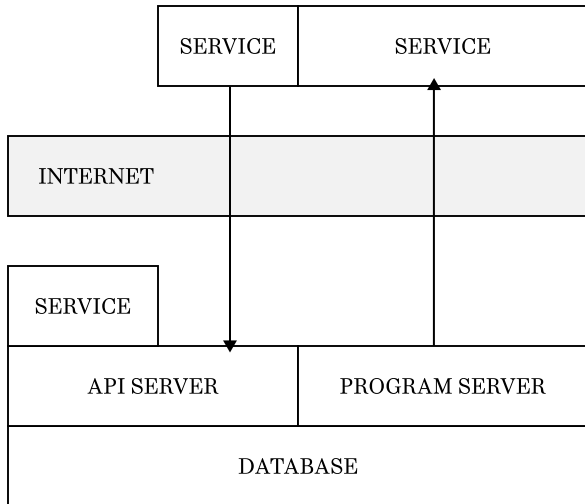 SERVICE
SERVICE
INTERNET
SERVICE
API SERVER
PROGRAM SERVER
DATABASE